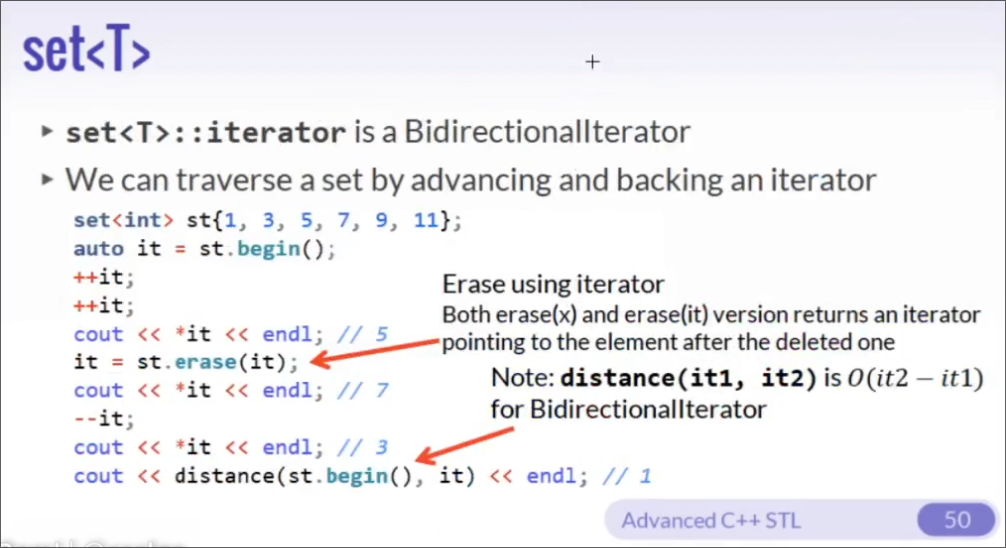 set<T>
set<T>::iterator is a BidirectionalIterator
We can traverse a set by advancing and backing an iterator
set<int> st{1, 3, 5, 7, 9, 11};
auto it = st.begin();
++it;
++it;
cout << *it << endl; // 5
it = st.erase(it);
cout << *it << endl; // 7
--it;
cout << *it << endl; // 3
cout << distance(st.begin(), it) << endl; // 1
Erase using iterator
Both erase(x) and erase(it) version returns an iterator
pointing to the element after the deleted one
Note: distance(it1, it2) is O(it2 − it1)
for BidirectionalIterator
Advanced C++ STL
50